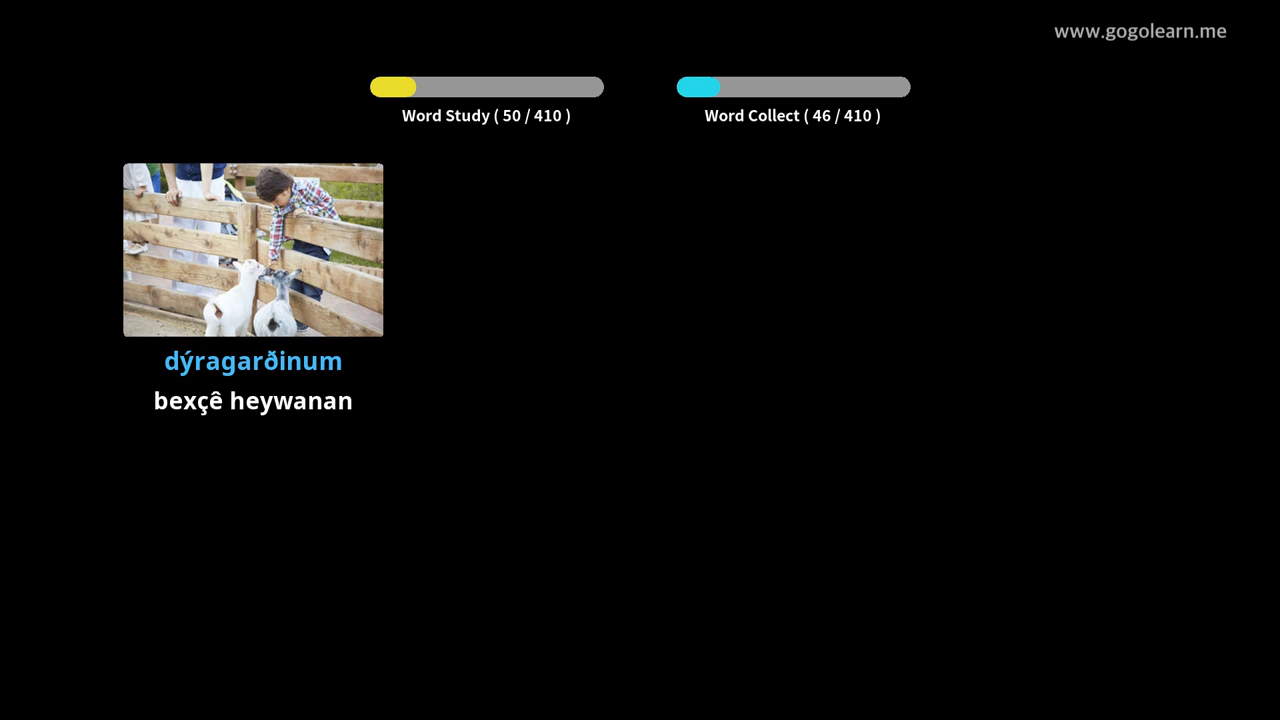 www.gogolearn.me
Word Study ( 50 / 410 )
Word Collect ( 46 / 410 )
dýragarðinum
bexçê heywanan